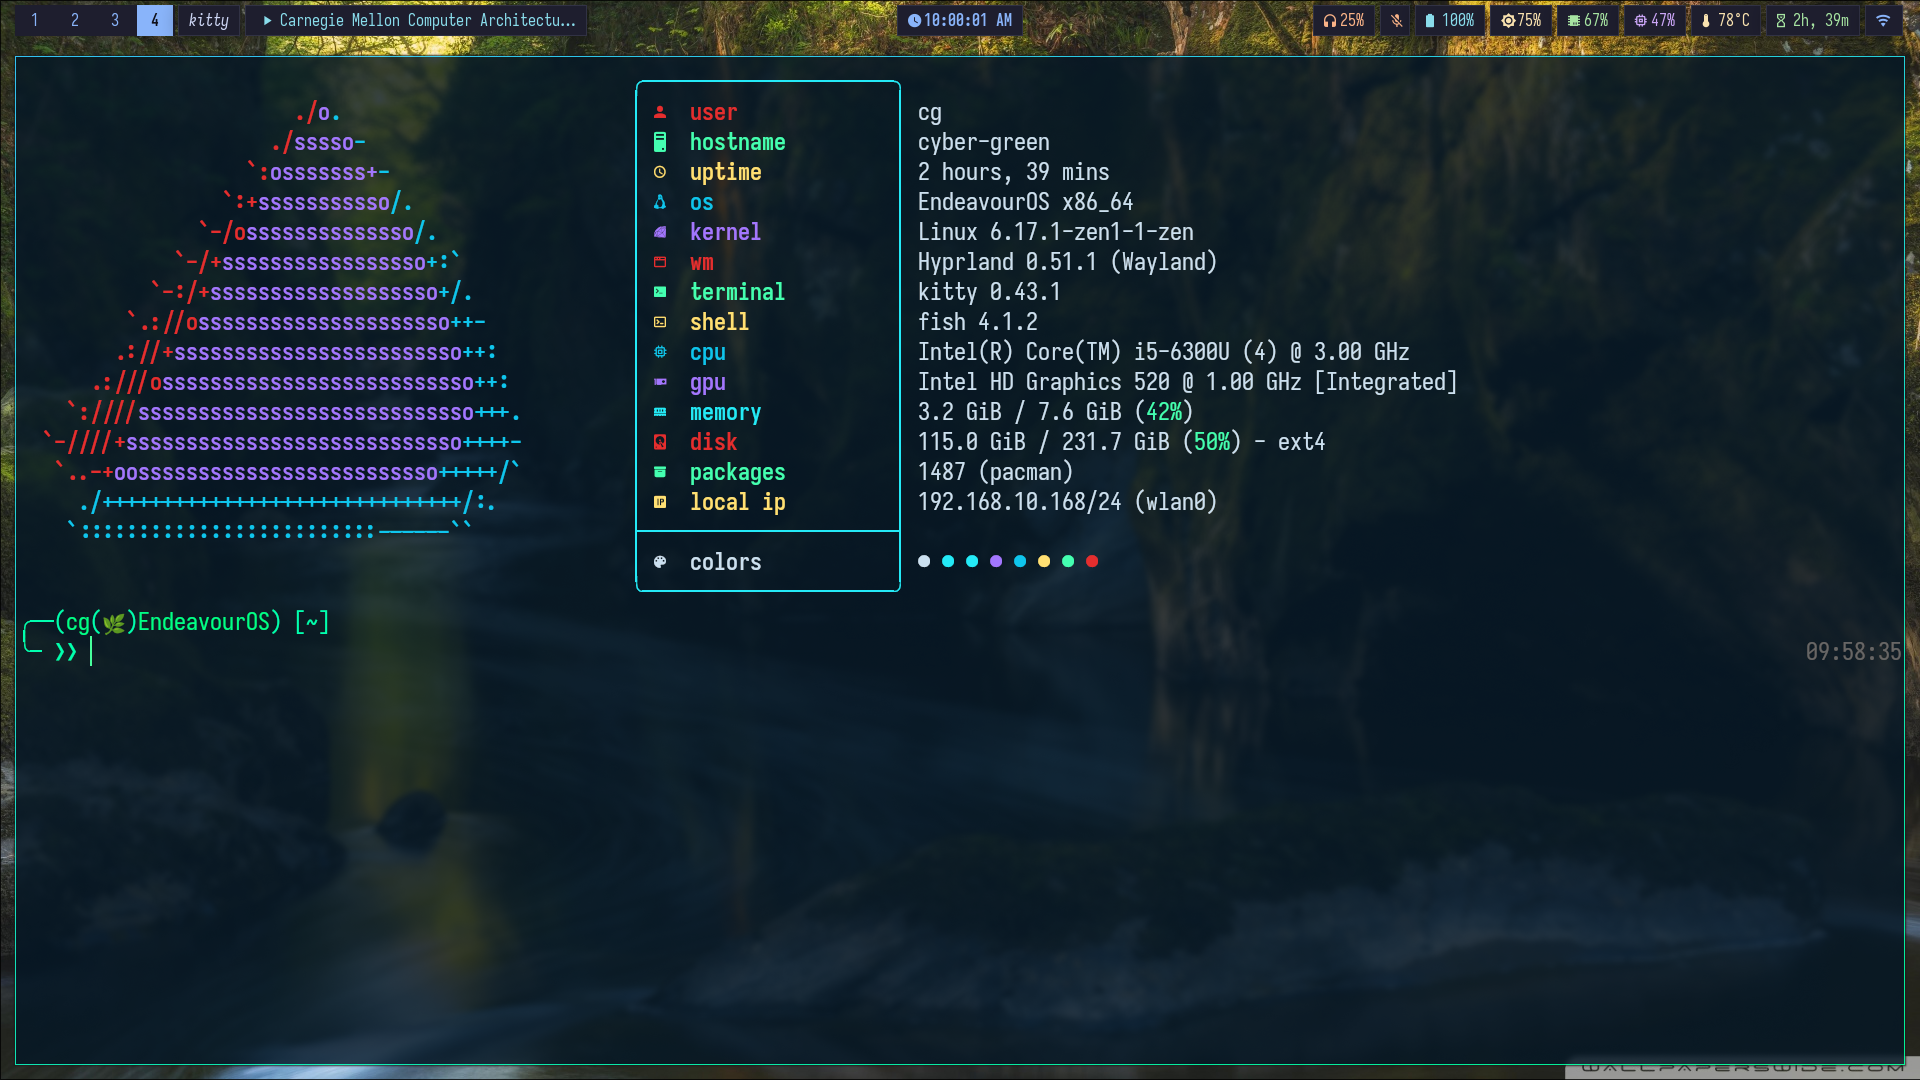 1 2 3 4 kitty ▶ Carnegie Mellon Computer Architectu... 10:00:01 AM 25% 100% 75% 67% 47% 78°C 2h, 39m
./o.
./sssso-
`:osssssss+-
`:+sssssssssso/.
`-/ossssssssssssso/.
`-/+sssssssssssssssso+:`
`-:/+sssssssssssssssssso+/.
`.://osssssssssssssssssssso++-
.://+ssssssssssssssssssssssso++:
.:///ossssssssssssssssssssssssso++:
`:////ssssssssssssssssssssssssssso+++.
`-////+ssssssssssssssssssssssssssso++++-
`..-+oosssssssssssssssssssssssso+++++/`
./++++++++++++++++++++++++++++++/:.
`:::::::::::::::::::::::::------``
user cg
hostname cyber-green
uptime 2 hours, 39 mins
os EndeavourOS x86_64
kernel Linux 6.17.1-zen1-1-zen
wm Hyprland 0.51.1 (Wayland)
terminal kitty 0.43.1
shell fish 4.1.2
cpu Intel(R) Core(TM) i5-6300U (4) @ 3.00 GHz
gpu Intel HD Graphics 520 @ 1.00 GHz [Integrated]
memory 3.2 GiB / 7.6 GiB (42%)
disk 115.0 GiB / 231.7 GiB (50%) - ext4
packages 1487 (pacman)
local ip 192.168.10.168/24 (wlan0)
colors
(cg(🌿)EndeavourOS) [~]
❯❯ 09:58:35
WALLPAPERSWIDE.COM